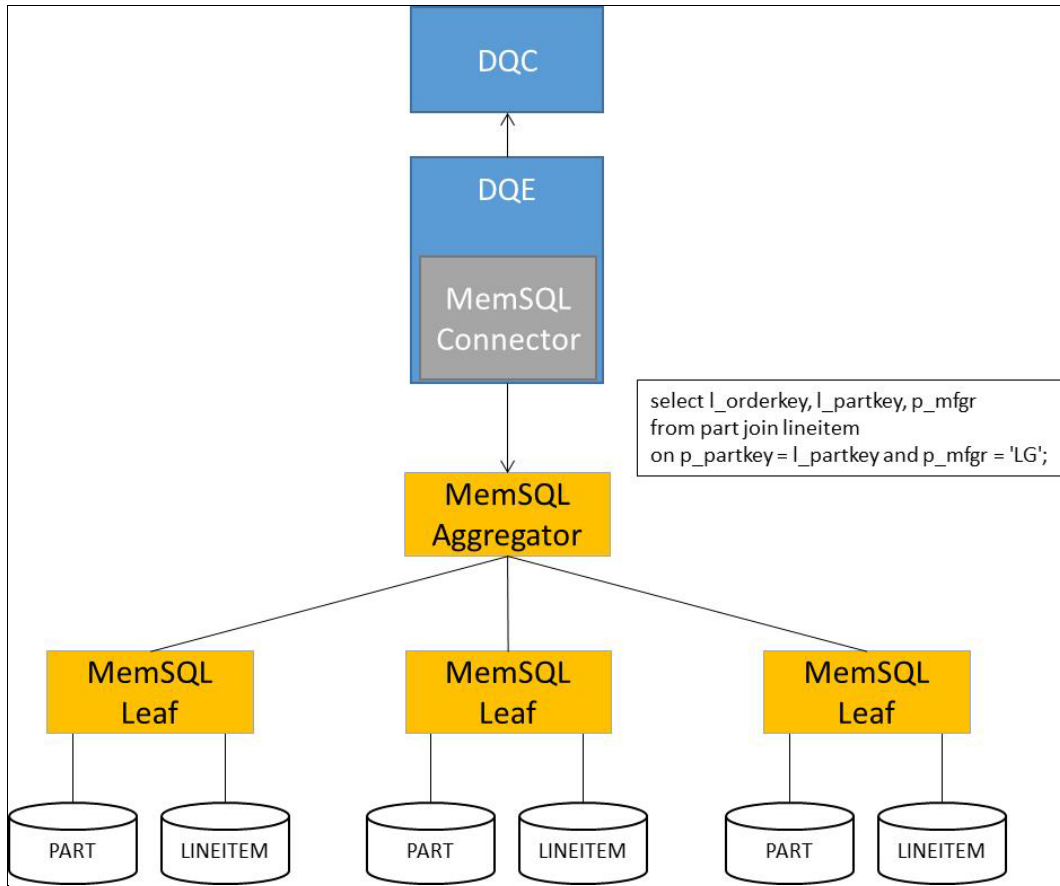 DQC
DQE
MemSQL
Connector
select l_orderkey, l_partkey, p_mfgr
from part join lineitem
on p_partkey = l_partkey and p_mfgr = 'LG';
MemSQL
Aggregator
MemSQL
Leaf
MemSQL
Leaf
MemSQL
Leaf
PART
LINEITEM
PART
LINEITEM
PART
LINEITEM